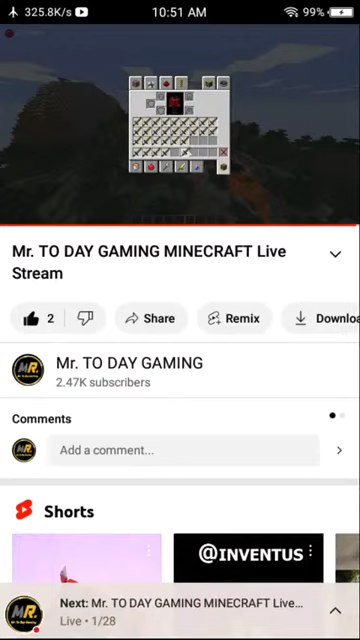 325.8K/s
10:51 AM
99%
Mr. TO DAY GAMING MINECRAFT Live
Stream
2
Share
Remix
Downloa
MR.
Mr. TO DAY GAMING
2.47K subscribers
Comments
Add a comment...
Shorts
@INVENTUS
MR.
Next: Mr. TO DAY GAMING MINECRAFT Live...
Live • 1/28